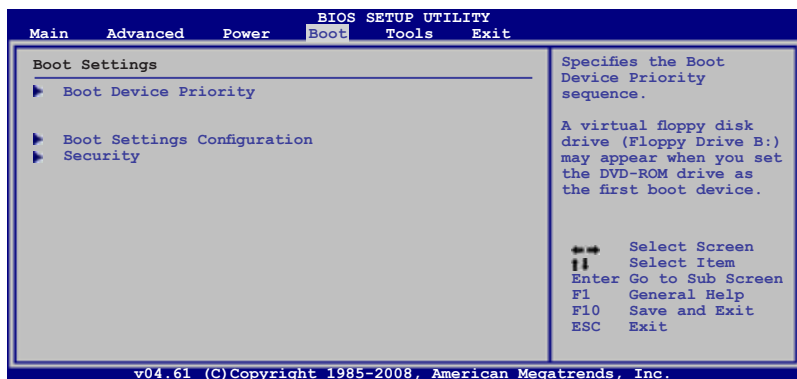 BIOS SETUP UTILITY
Main Advanced Power Boot Tools Exit
Boot Settings
Boot Device Priority
Boot Settings Configuration
Security
Specifies the Boot
Device Priority
sequence.
A virtual floppy disk
drive (Floppy Drive B:)
may appear when you set
the DVD-ROM drive as
the first boot device.
Select Screen
Select Item
Enter Go to Sub Screen
F1 General Help
F10 Save and Exit
ESC Exit
v04.61 (C)Copyright 1985-2008, American Megatrends, Inc.